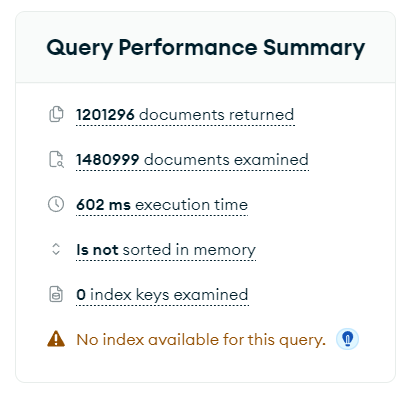 Query Performance Summary
1201296 documents returned
1480999 documents examined
602 ms execution time
Is not sorted in memory
0 index keys examined
No index available for this query.